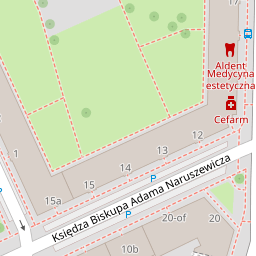 17
Aldent
Medycyna
estetyczna
Cefarm
12
13
14
15
15a
1
P
Księdza Biskupa Adama Naruszewicza
P
P
20-of
20
10b